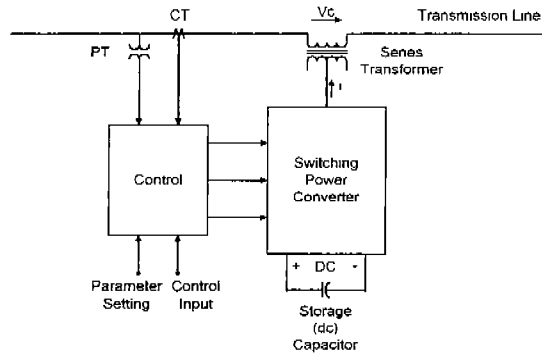 CT
Vc
Transmission Line
PT
Series
Transformer
I
Control
Switching
Power
Converter
+ DC -
Parameter
Setting
Control
Input
Storage
(dc)
Capacitor